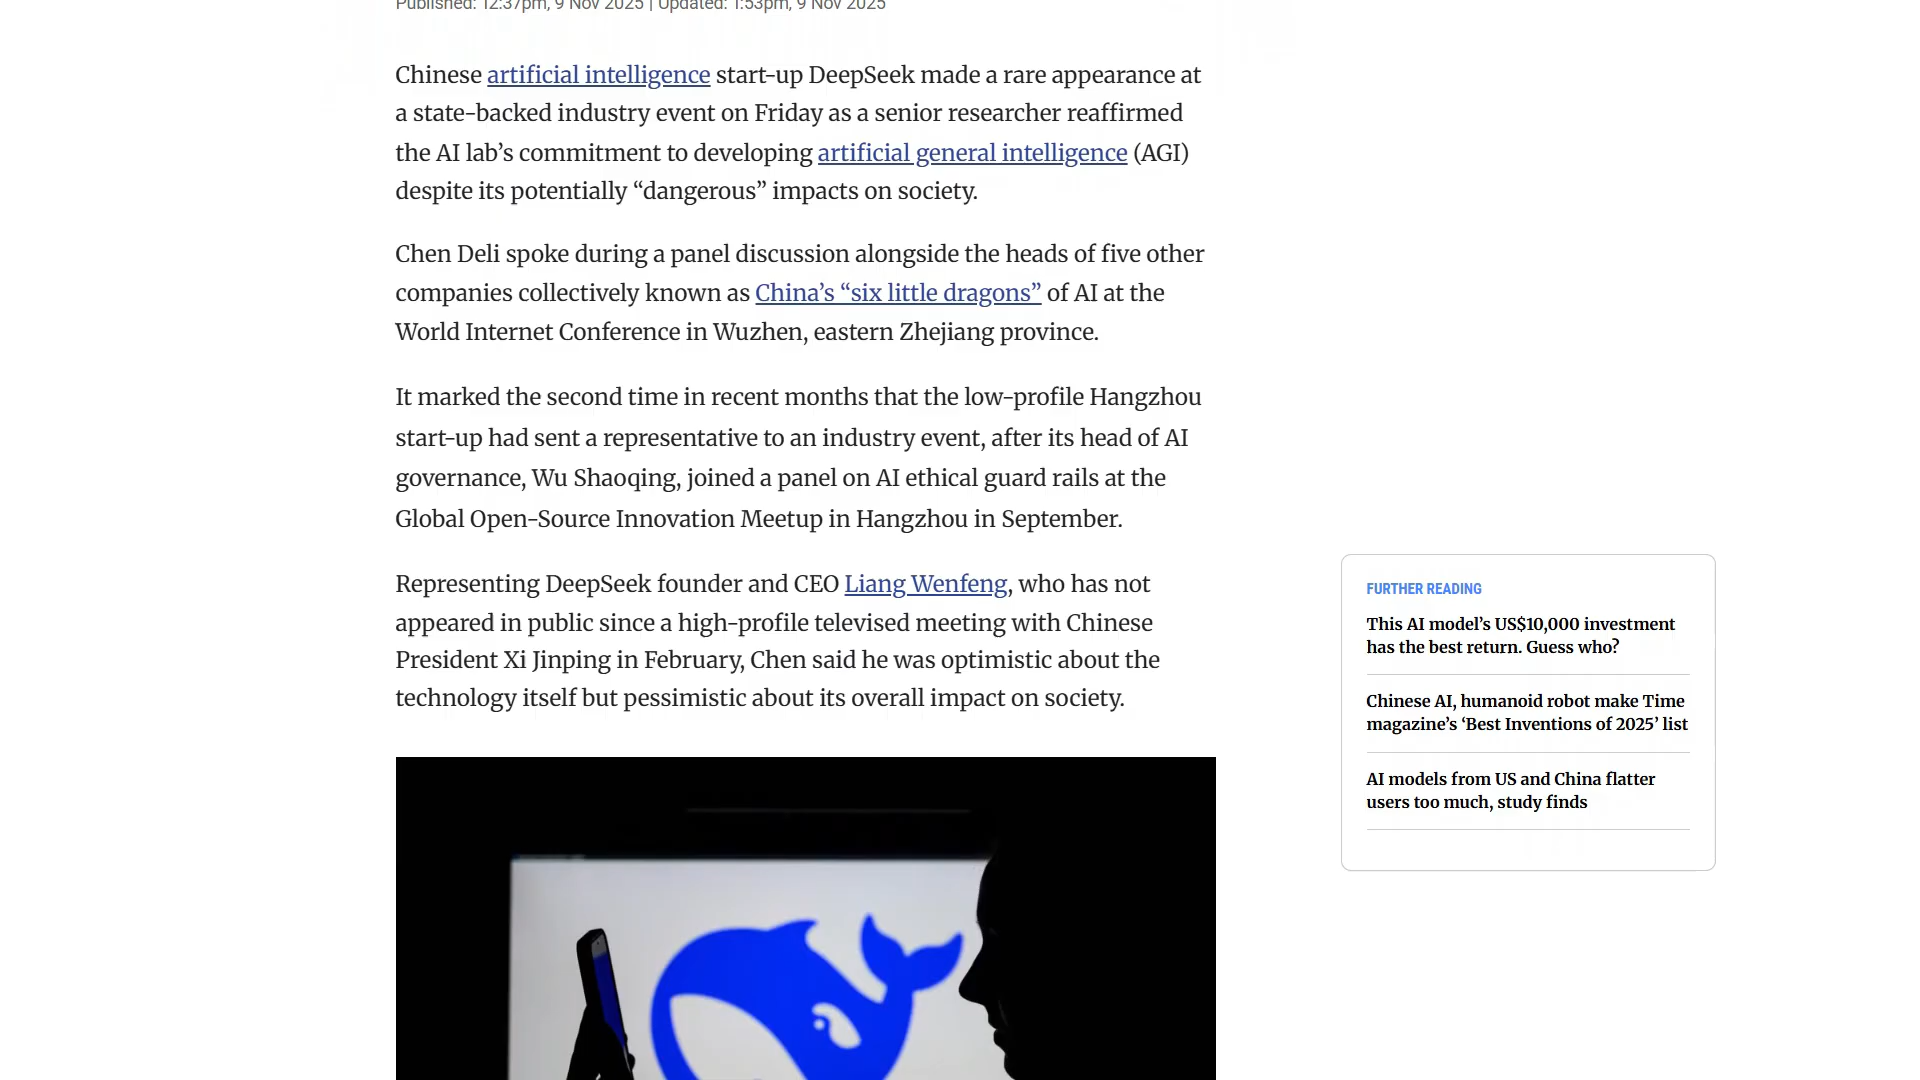 Published: 12:37pm, 9 Nov 2025 | Updated: 1:53pm, 9 Nov 2025
Chinese artificial intelligence start-up DeepSeek made a rare appearance at
a state-backed industry event on Friday as a senior researcher reaffirmed
the AI lab’s commitment to developing artificial general intelligence (AGI)
despite its potentially “dangerous” impacts on society.
Chen Deli spoke during a panel discussion alongside the heads of five other
companies collectively known as China’s “six little dragons” of AI at the
World Internet Conference in Wuzhen, eastern Zhejiang province.
It marked the second time in recent months that the low-profile Hangzhou
start-up had sent a representative to an industry event, after its head of AI
governance, Wu Shaoqing, joined a panel on AI ethical guard rails at the
Global Open-Source Innovation Meetup in Hangzhou in September.
Representing DeepSeek founder and CEO Liang Wenfeng, who has not
appeared in public since a high-profile televised meeting with Chinese
President Xi Jinping in February, Chen said he was optimistic about the
technology itself but pessimistic about its overall impact on society.
FURTHER READING
This AI model’s US$10,000 investment
has the best return. Guess who?
Chinese AI, humanoid robot make Time
magazine’s ‘Best Inventions of 2025’ list
AI models from US and China flatter
users too much, study finds